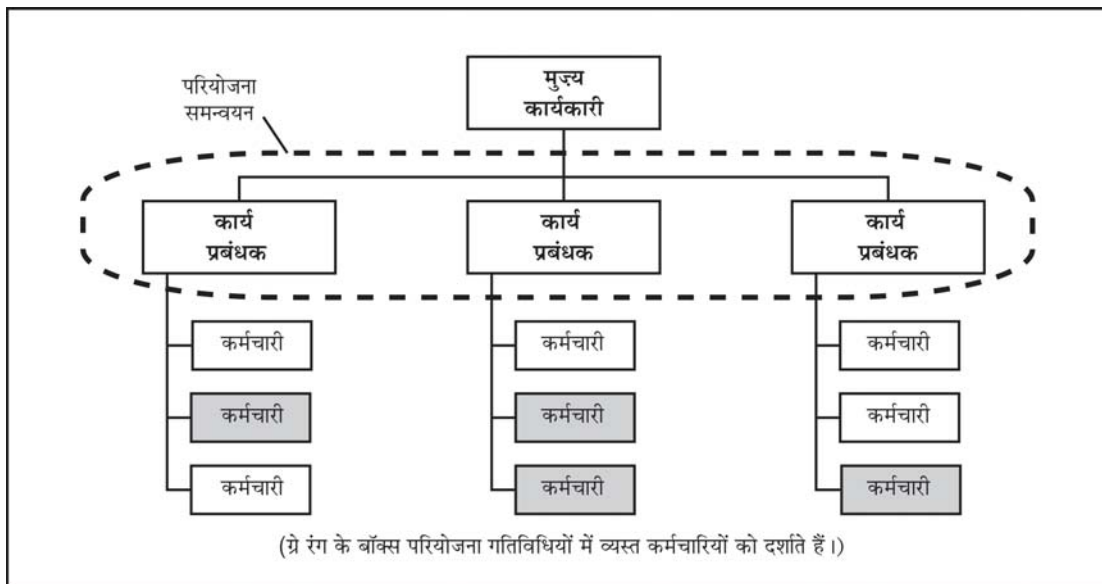 मुज़्य
कार्यकारी
परियोजना
समन्वयन
कार्य
प्रबंधक
कार्य
प्रबंधक
कार्य
प्रबंधक
कर्मचारी
कर्मचारी
कर्मचारी
कर्मचारी
कर्मचारी
कर्मचारी
कर्मचारी
कर्मचारी
कर्मचारी
(ग्रे रंग के बॉक्स परियोजना गतिविधियों में व्यस्त कर्मचारियों को दर्शाते हैं।)